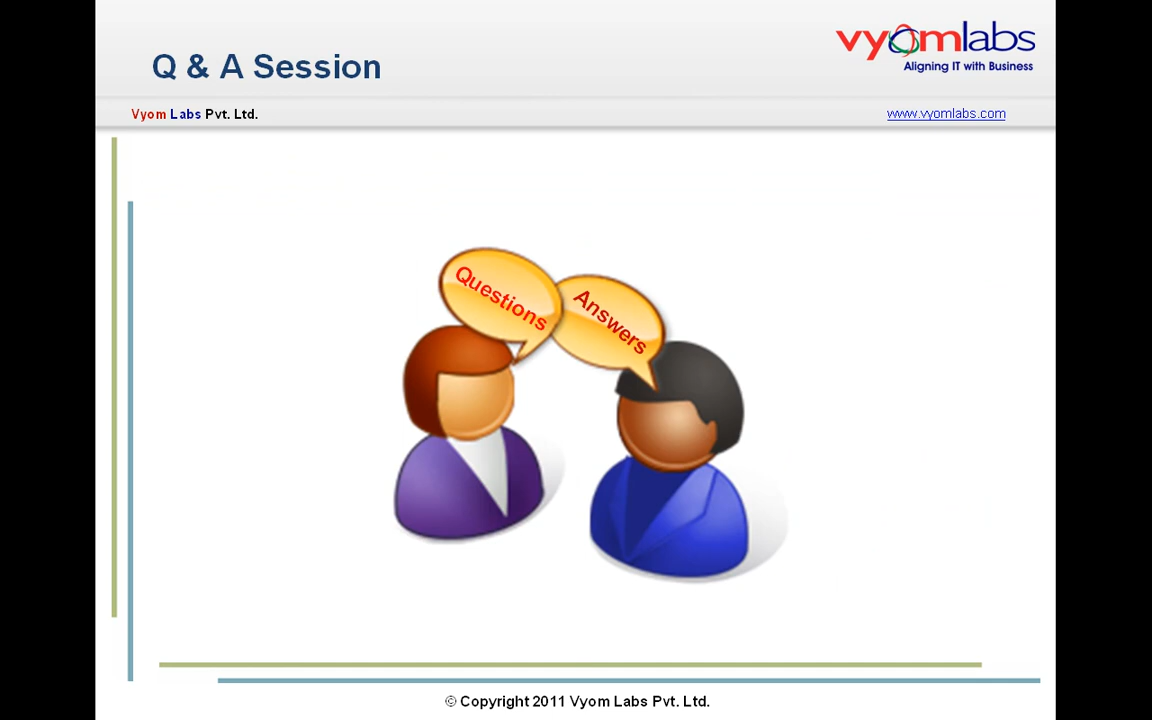 Q & A Session
vyomlabs
Aligning IT with Business
Vyom Labs Pvt. Ltd.
www.vyomlabs.com
Questions
Answers
© Copyright 2011 Vyom Labs Pvt. Ltd.